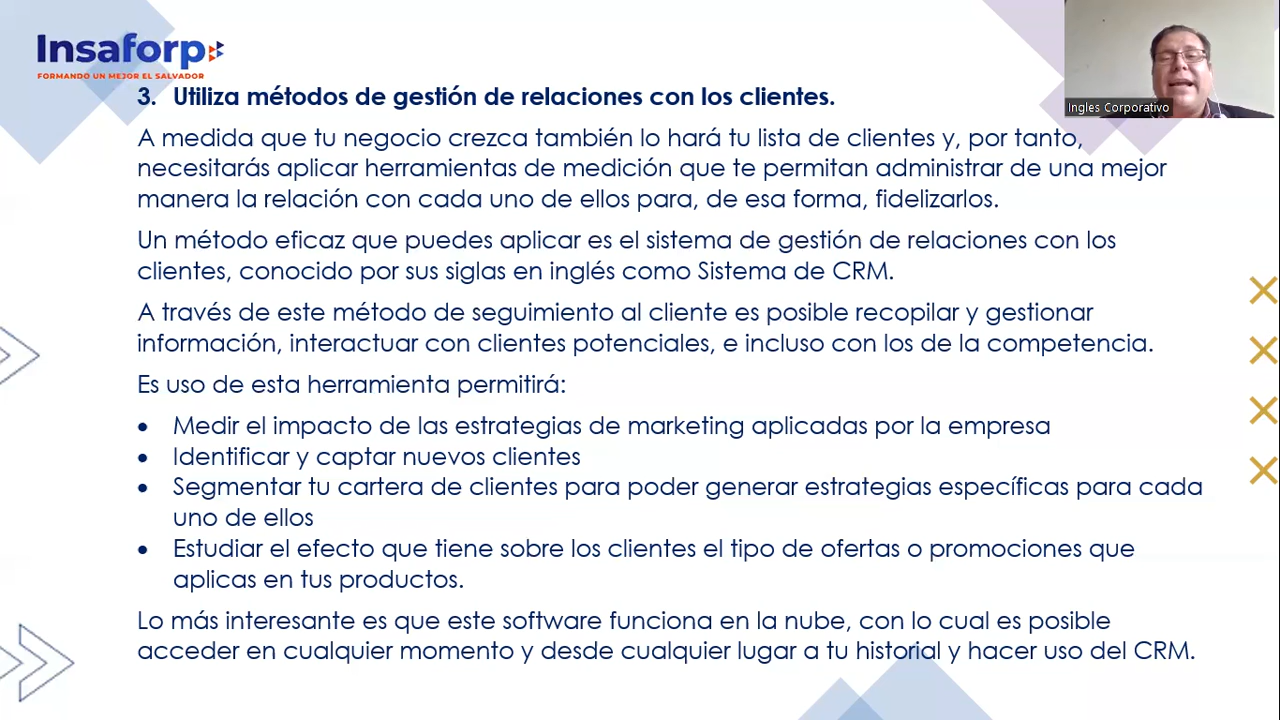 Insaforp
FORMANDO UN MEJOR EL SALVADOR
Ingles Corporativo
3. Utiliza métodos de gestión de relaciones con los clientes.
A medida que tu negocio crezca también lo hará tu lista de clientes y, por tanto,
necesitarás aplicar herramientas de medición que te permitan administrar de una mejor
manera la relación con cada uno de ellos para, de esa forma, fidelizarlos.
Un método eficaz que puedes aplicar es el sistema de gestión de relaciones con los
clientes, conocido por sus siglas en inglés como Sistema de CRM.
A través de este método de seguimiento al cliente es posible recopilar y gestionar
información, interactuar con clientes potenciales, e incluso con los de la competencia.
Es uso de esta herramienta permitirá:
• Medir el impacto de las estrategias de marketing aplicadas por la empresa
• Identificar y captar nuevos clientes
• Segmentar tu cartera de clientes para poder generar estrategias específicas para cada
uno de ellos
• Estudiar el efecto que tiene sobre los clientes el tipo de ofertas o promociones que
aplicas en tus productos.
Lo más interesante es que este software funciona en la nube, con lo cual es posible
acceder en cualquier momento y desde cualquier lugar a tu historial y hacer uso del CRM.